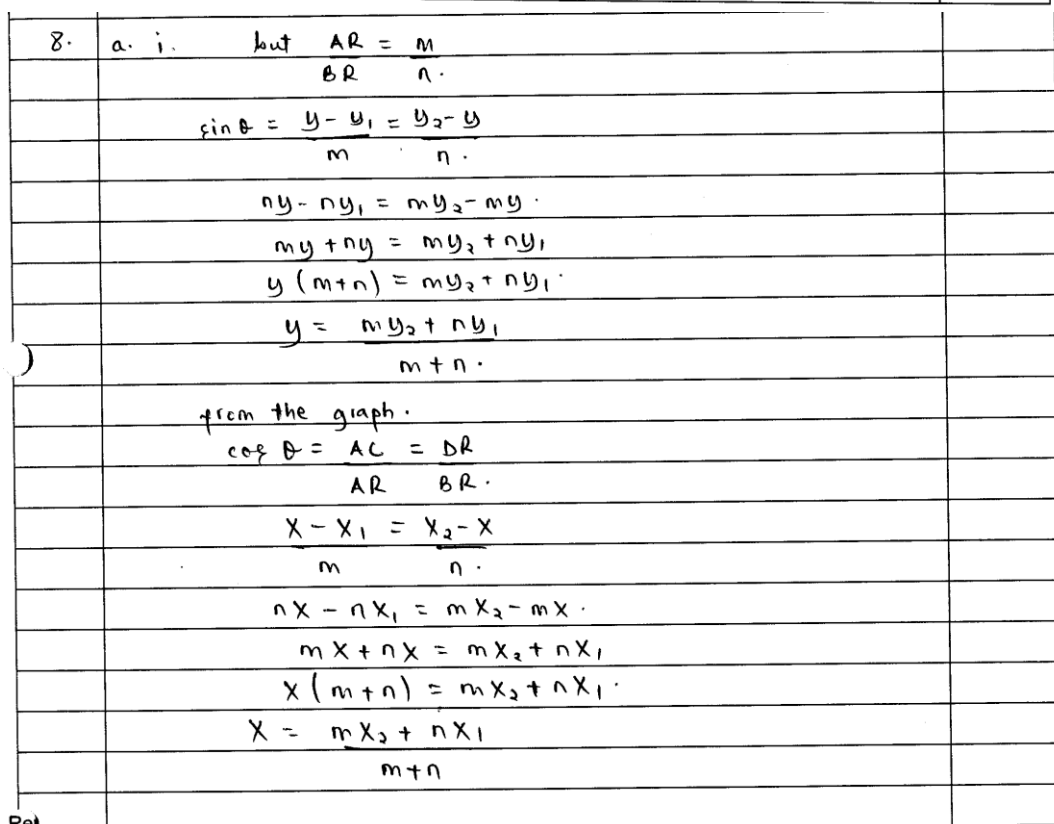 8. a. i. but AR/BR = m/n.
sin θ = (y - y₁)/m = (y₂ - y)/n.
ny - ny₁ = my₂ - my.
my + ny = my₂ + ny₁
y (m+n) = my₂ + ny₁.
y = (my₂ + ny₁)/(m + n).
from the graph.
cos θ = AC/AR = DR/BR.
(x - x₁)/m = (x₂ - x)/n.
nx - nx₁ = mx₂ - mx.
mx + nx = mx₂ + nx₁
x (m+n) = mx₂ + nx₁.
x = (mx₂ + nx₁)/(m+n)